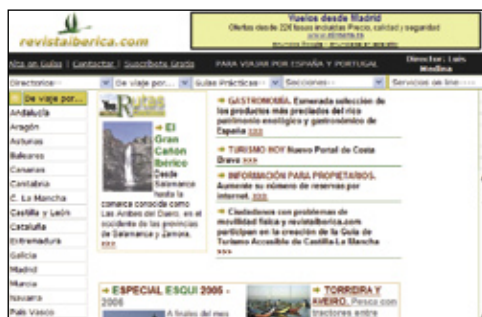 revistaiberica.com
Vuelos desde Madrid
Ofertas desde 22€ tasas incluidas Precio, calidad y seguridad
Alta en Guías | Contactar | Suscríbete Gratis
PARA VIAJAR POR ESPAÑA Y PORTUGAL
Director: Luis
Medina
Directorios
De viaje por...
Guías Prácticas
Secciones
Servicios on line
De viaje por...
Andalucía
Aragón
Asturias
Baleares
Canarias
Cantabria
C. La Mancha
Castilla y León
Cataluña
Extremadura
Galicia
Madrid
Murcia
Navarra
País Vasco
Rutas
El
Gran
Cañón
Ibérico
Desde
Salamanca
hasta la
comarca conocida como
Los Arribes del Duero, en el
occidente de las provincias
de Salamanca y Zamora.
>>>
GASTRONOMÍA. Esmerada selección de
los productos más preciados del rico
patrimonio enológico y gastronómico de
España >>>
TURISMO HOY Nuevo Portal de Costa
Brava >>>
INFORMACIÓN PARA PROPIETARIOS.
Aumente su número de reservas por
internet. >>>
Ciudadanos con problemas de
movilidad física y revistaiberica.com
participan en la creación de la Guía de
Turismo Accesible de Castilla-La Mancha
>>>
ESPECIAL ESQUI 2005 -
2006
A finales del mes
TORREIRA Y
AVEIRO. Pesca con
tractores entre